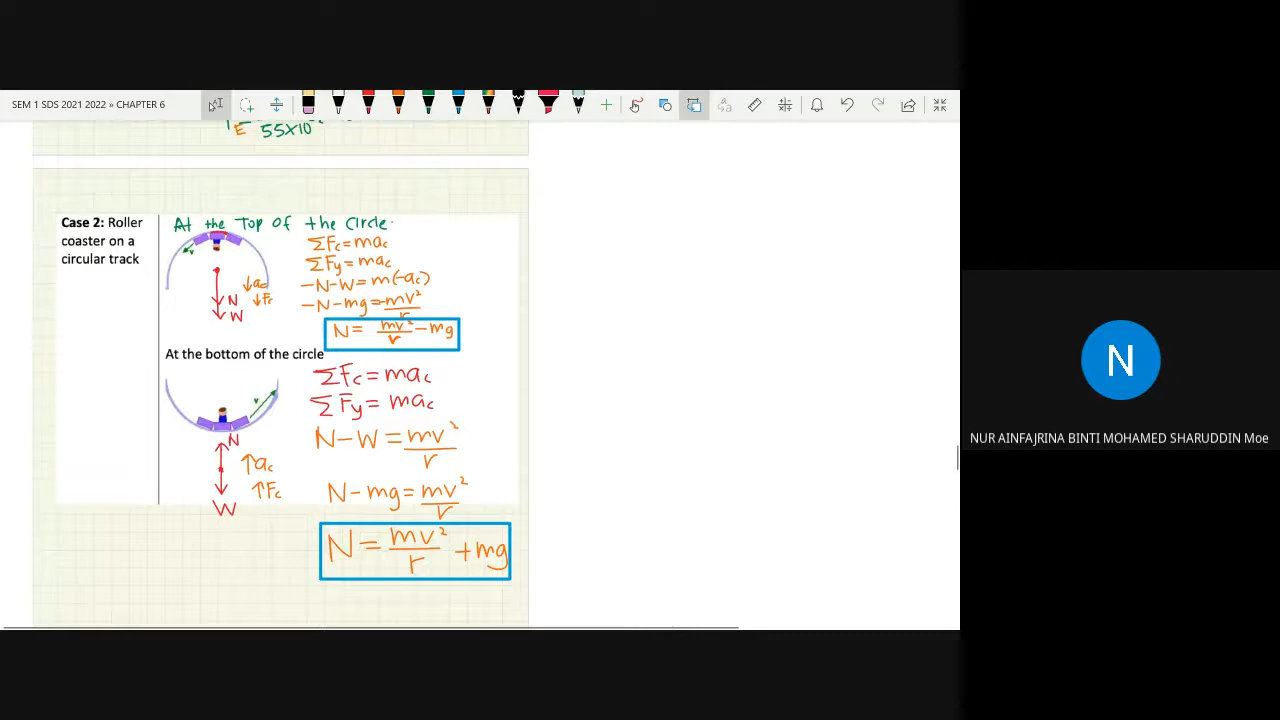 SEM 1 SDS 2021 2022 » CHAPTER 6
E 55X10
Case 2: Roller
coaster on a
circular track
At the Top of the Circle.
v
ΣFc = mac
ΣFy = mac
-N-W = m(-ac)
-N-mg = -mv²/r
N = mv²/r - mg
↓ac
↓Fc
N
W
At the bottom of the circle
v
ΣFc = mac
ΣFy = mac
N-W = mv²/r
N-mg = mv²/r
N = mv²/r + mg
N
↑ac
↑Fc
W
N
NUR AINFAJRINA BINTI MOHAMED SHARUDDIN Moe